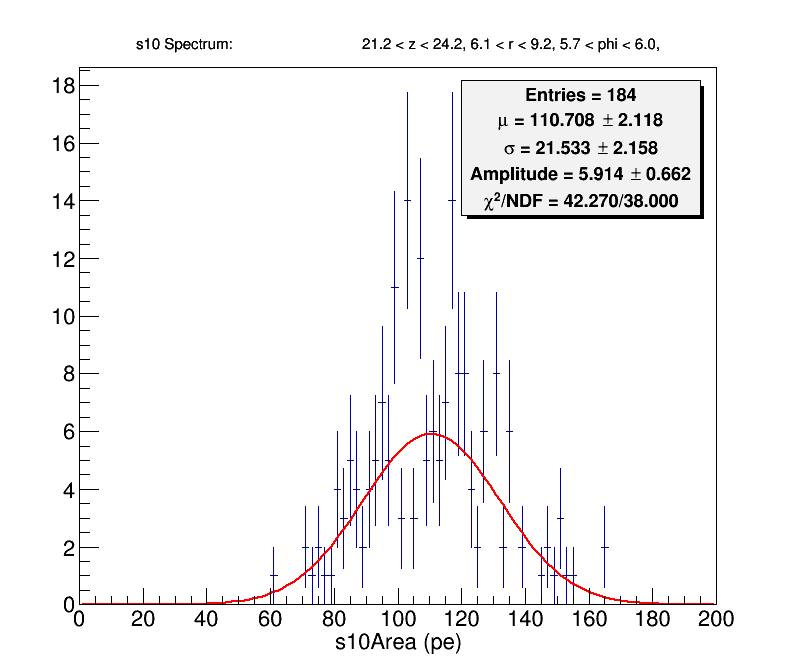 s10 Spectrum: 21.2 < z < 24.2, 6.1 < r < 9.2, 5.7 < phi < 6.0,
Entries = 184
μ = 110.708 ± 2.118
σ = 21.533 ± 2.158
Amplitude = 5.914 ± 0.662
χ²/NDF = 42.270/38.000
18
16
14
12
10
8
6
4
2
0
0 20 40 60 80 100 120 140 160 180 200
s10Area (pe)